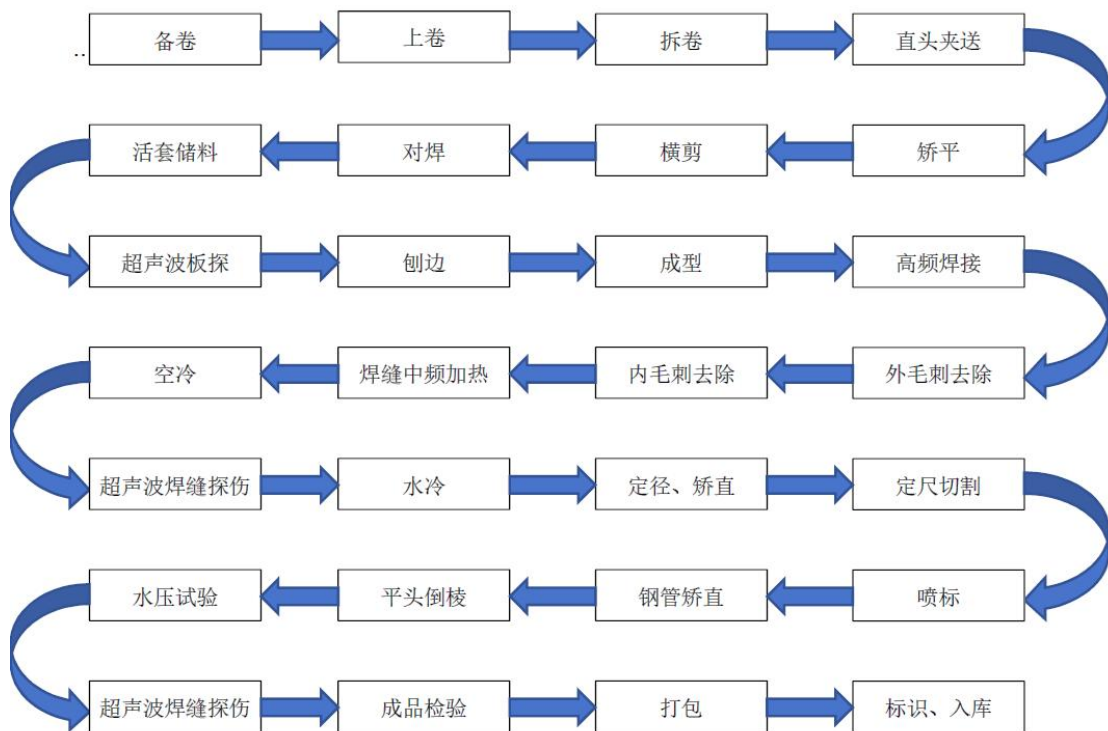 ..
备卷 上卷 拆卷 直头夹送
活套储料 对焊 横剪 矫平
超声波板探 刨边 成型 高频焊接
空冷 焊缝中频加热 内毛刺去除 外毛刺去除
超声波焊缝探伤 水冷 定径、矫直 定尺切割
水压试验 平头倒棱 钢管矫直 喷标
超声波焊缝探伤 成品检验 打包 标识、入库